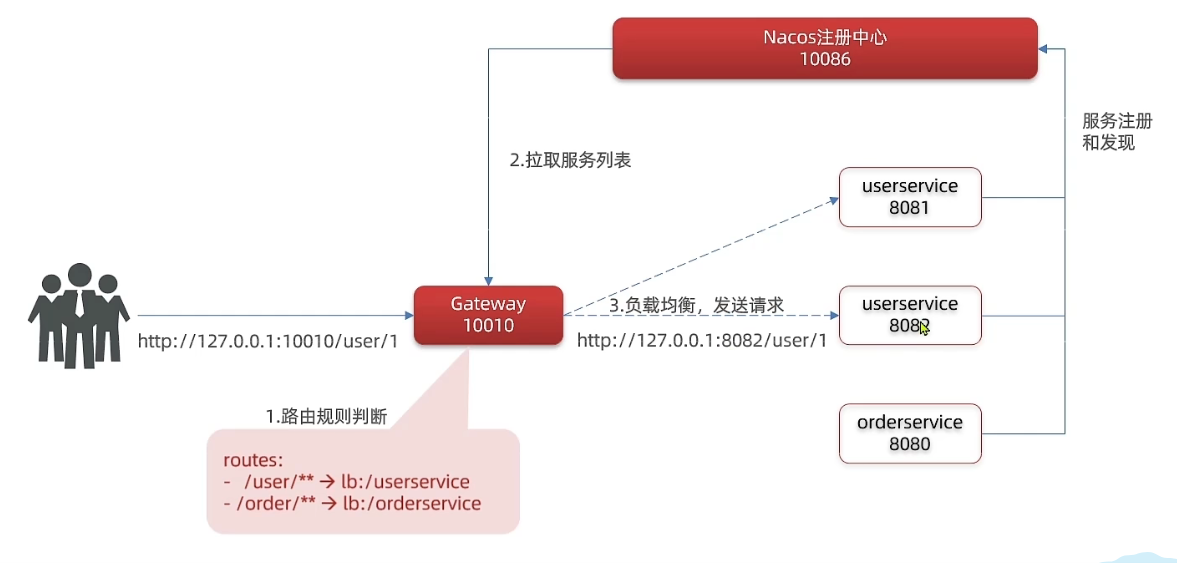 Nacos注册中心
10086
服务注册
和发现
2.拉取服务列表
userservice
8081
Gateway
10010
3.负载均衡，发送请求
userservice
8082
http://127.0.0.1:10010/user/1
http://127.0.0.1:8082/user/1
1.路由规则判断
orderservice
8080
routes:
- /user/** → lb:/userservice
- /order/** → lb:/orderservice